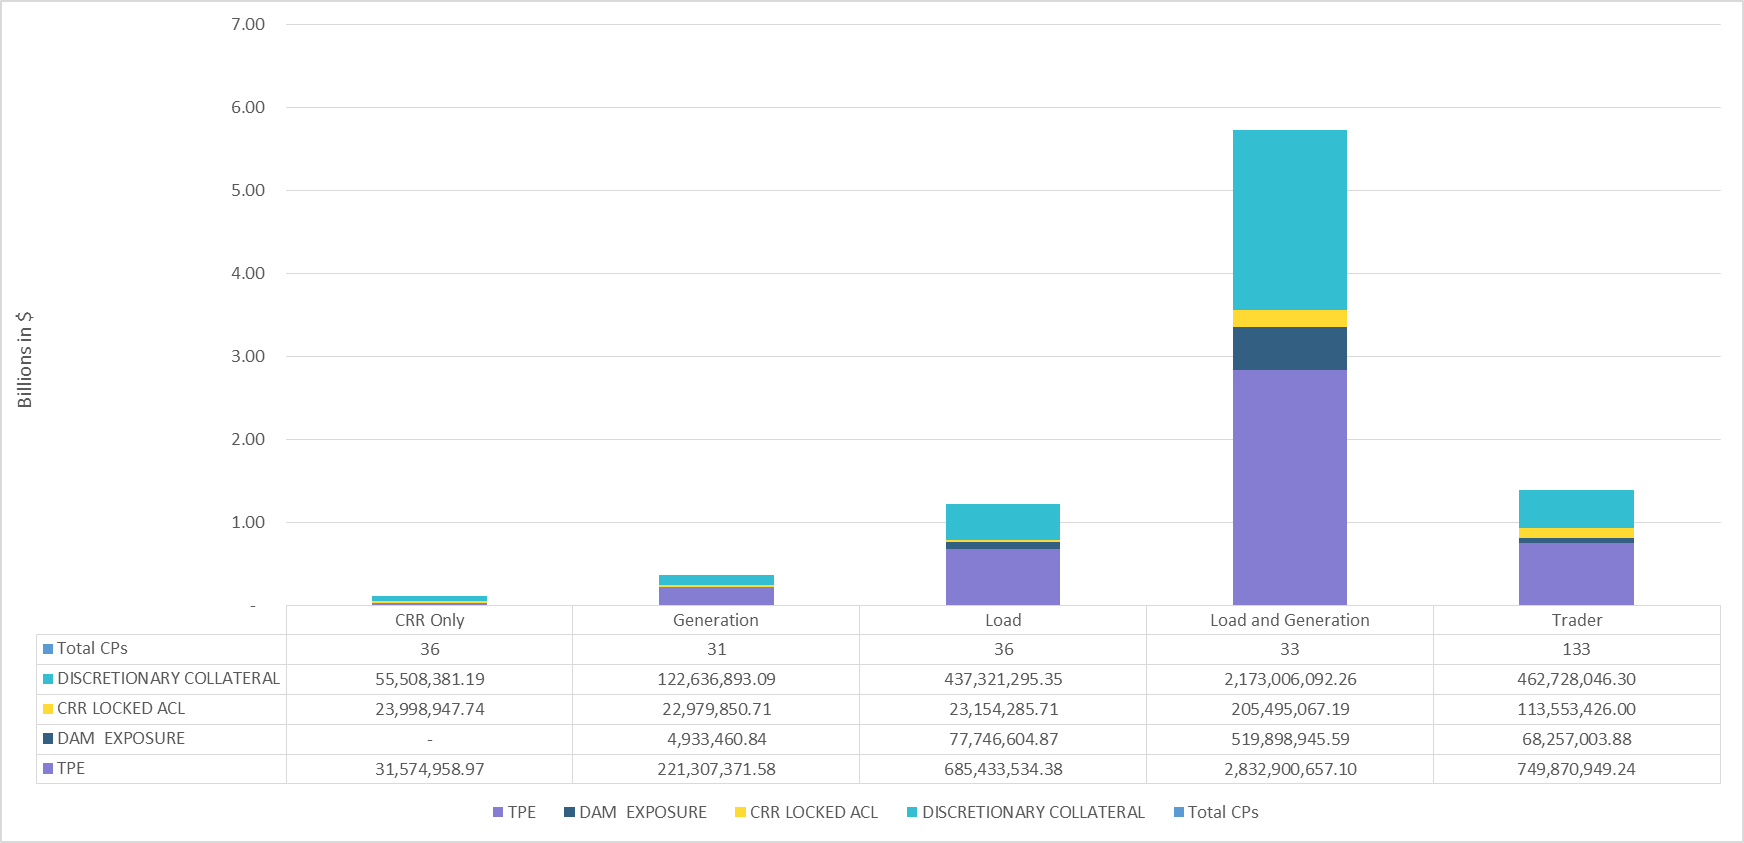 7.00
6.00
5.00
4.00
3.00
2.00
1.00
-
Billions in $
CRR Only Generation Load Load and Generation Trader
Total CPs 36 31 36 33 133
DISCRETIONARY COLLATERAL 55,508,381.19 122,636,893.09 437,321,295.35 2,173,006,092.26 462,728,046.30
CRR LOCKED ACL 23,998,947.74 22,979,850.71 23,154,285.71 205,495,067.19 113,553,426.00
DAM  EXPOSURE - 4,933,460.84 77,746,604.87 519,898,945.59 68,257,003.88
TPE 31,574,958.97 221,307,371.58 685,433,534.38 2,832,900,657.10 749,870,949.24
TPE DAM  EXPOSURE CRR LOCKED ACL DISCRETIONARY COLLATERAL Total CPs